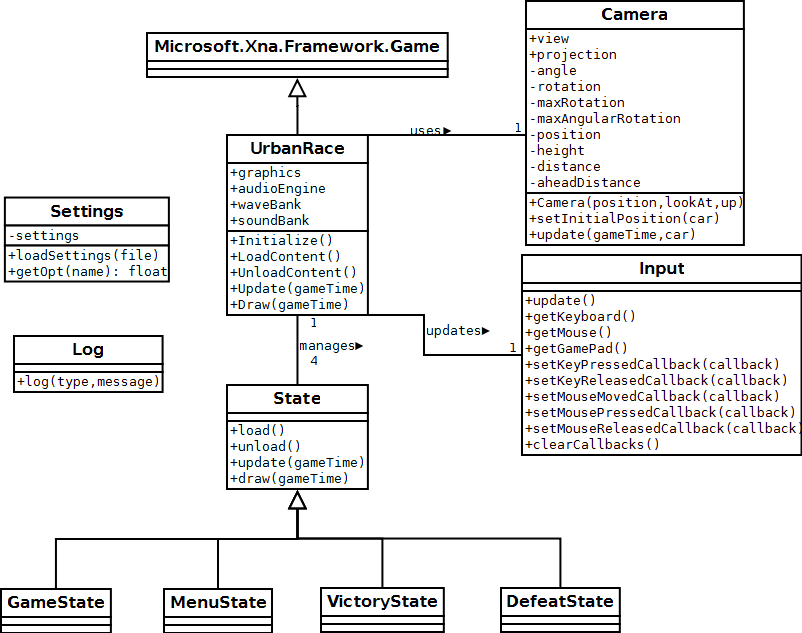 Microsoft.Xna.Framework.Game
Camera
+view
+projection
-angle
-rotation
-maxRotation
-maxAngularRotation
-position
-height
-distance
-aheadDistance
+Camera(position,lookAt,up)
+setInitialPosition(car)
+update(gameTime,car)
uses►
1
UrbanRace
+graphics
+audioEngine
+waveBank
+soundBank
+Initialize()
+LoadContent()
+UnloadContent()
+Update(gameTime)
+Draw(gameTime)
Settings
-settings
+loadSettings(file)
+getOpt(name): float
Input
+update()
+getKeyboard()
+getMouse()
+getGamePad()
+setKeyPressedCallback(callback)
+setKeyReleasedCallback(callback)
+setMouseMovedCallback(callback)
+setMousePressedCallback(callback)
+setMouseReleasedCallback(callback)
+clearCallbacks()
updates►
1
1
manages►
4
Log
+log(type,message)
State
+load()
+unload()
+update(gameTime)
+draw(gameTime)
GameState
MenuState
VictoryState
DefeatState